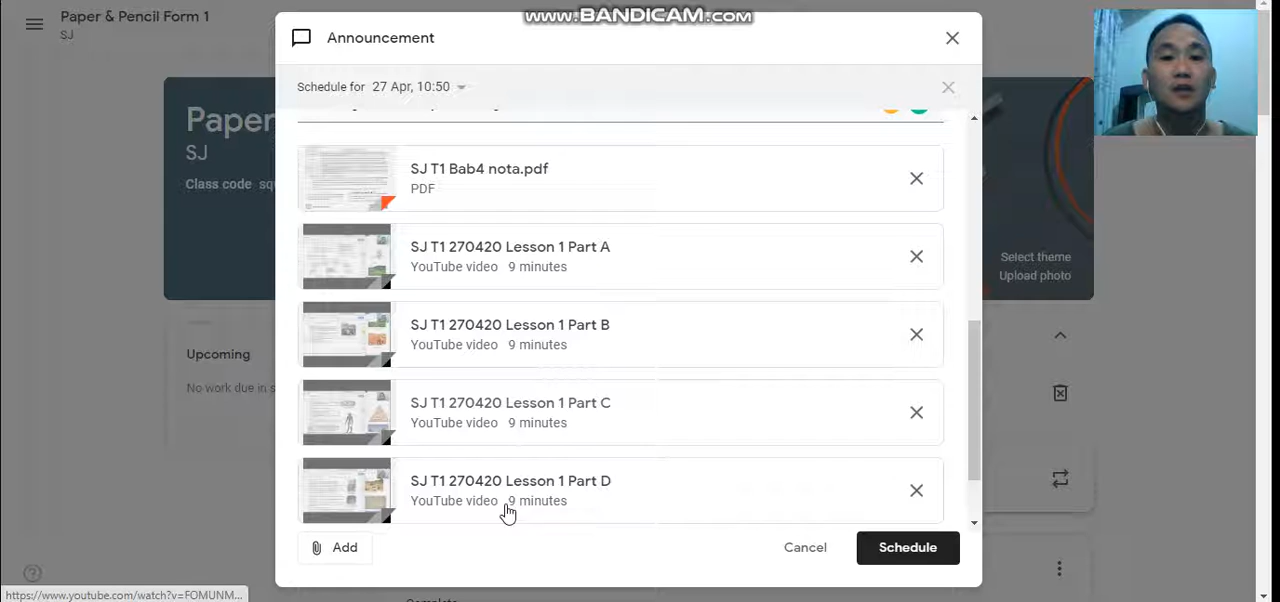 www.BANDICAM.com
Paper & Pencil Form 1
SJ
Announcement
Schedule for 27 Apr, 10:50
Paper
SJ
Class code
SJ T1 Bab4 nota.pdf
PDF
SJ T1 270420 Lesson 1 Part A
YouTube video 9 minutes
Select theme
Upload photo
SJ T1 270420 Lesson 1 Part B
YouTube video 9 minutes
Upcoming
No work due in
SJ T1 270420 Lesson 1 Part C
YouTube video 9 minutes
SJ T1 270420 Lesson 1 Part D
YouTube video 9 minutes
Add
Cancel
Schedule
https://www.youtube.com/watch?v=FOMUNM...